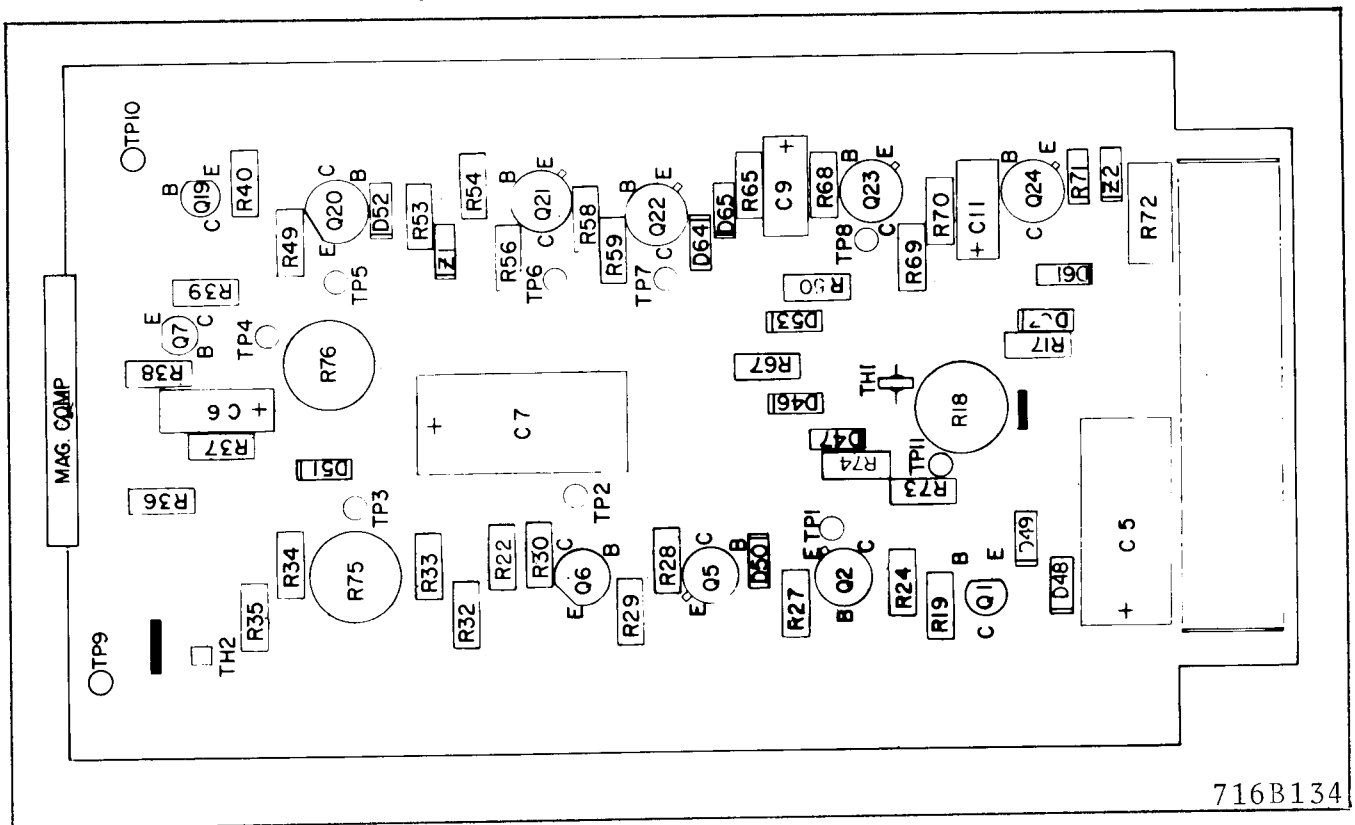 TP10
B
E
Q19
C
R40
C
B
Q20
E
D52
R49
R53
Z1
R54
B
E
Q21
C
R56
R58
TP6
B
E
Q22
C
R59
TP7
D64
D65
R65
+
C9
R68
B
E
Q23
C
TP8
R69
R70
C11
+
B
E
Q24
C
R71
Z2
R72
MAG. COMP
R39
TP5
E
Q7
C
B
TP4
R38
R76
C6 +
R37
+
C7
D53
R67
D46
TH1
D47
R74
R18
TP11
R73
D61
R17
D51
R36
TP3
TP2
TP1
R34
R75
R33
R22
R30
C
Q6
B
E
R28
C
Q5
B
E
D50
E
C
Q2
B
R27
R24
B
E
Q1
C
R19
D49
D48
C5
+
R35
R32
R29
TH2
TP9
716B134